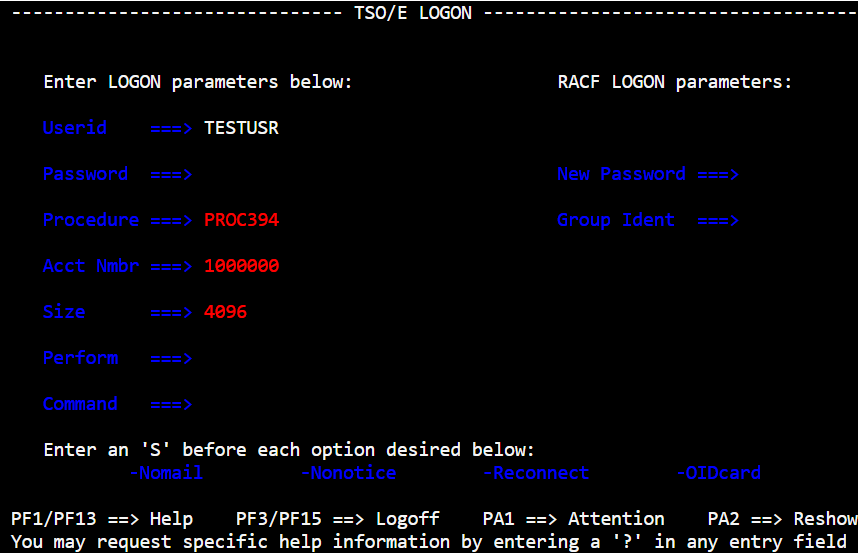 ------------------------------- TSO/E LOGON -----------------------------------
Enter LOGON parameters below: RACF LOGON parameters:
Userid ===> TESTUSR
Password ===> New Password ===>
Procedure ===> PROC394 Group Ident ===>
Acct Nmbr ===> 1000000
Size ===> 4096
Perform ===>
Command ===>
Enter an 'S' before each option desired below:
-Nomail -Nonotice -Reconnect -OIDcard
PF1/PF13 ==> Help PF3/PF15 ==> Logoff PA1 ==> Attention PA2 ==> Reshow
You may request specific help information by entering a '?' in any entry field